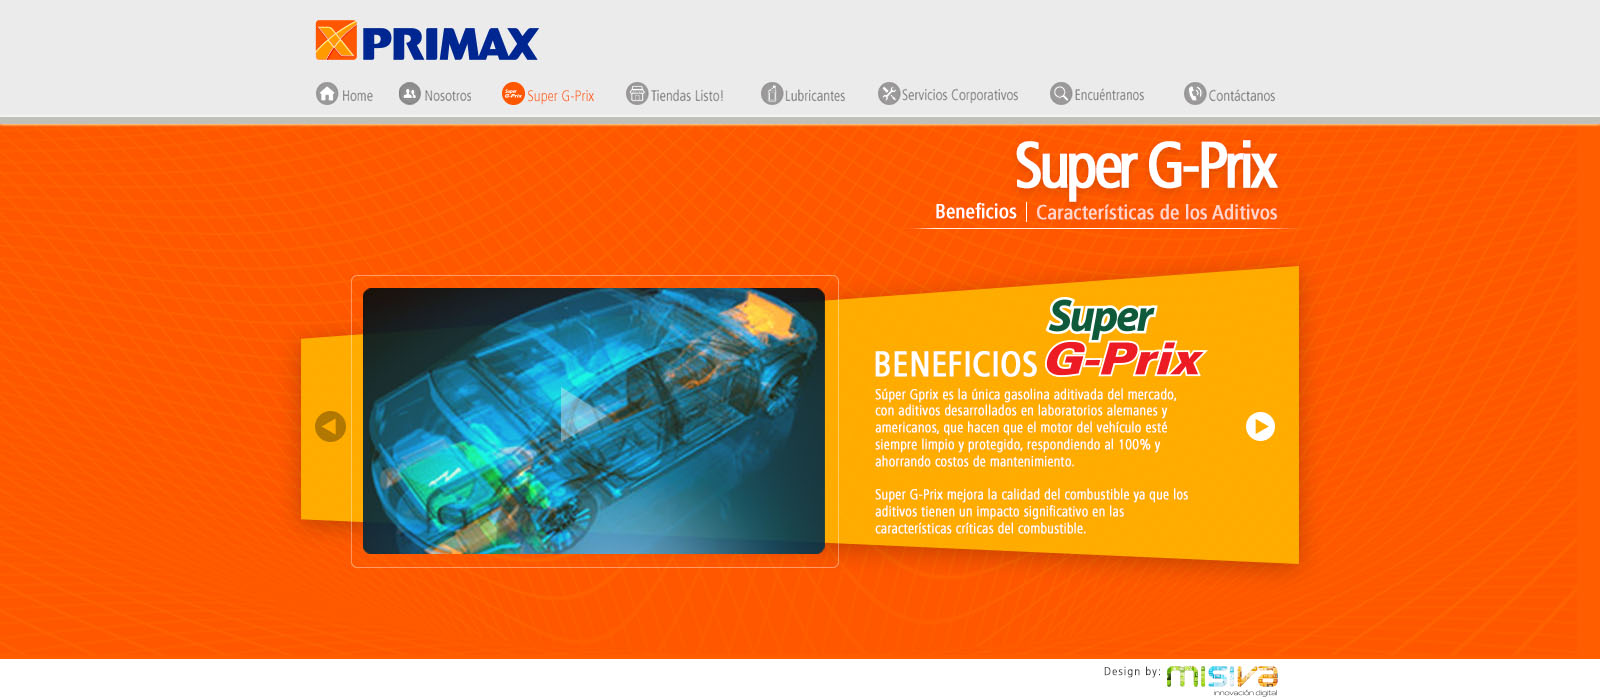 PRIMAX
Home
Nosotros
Super G-Prix
Super G-Prix
Tiendas Listo!
Lubricantes
Servicios Corporativos
Encuéntranos
Contáctanos
Super G-Prix
Beneficios | Características de los Aditivos
Super
BENEFICIOS G-Prix
Súper Gprix es la única gasolina aditivada del mercado,
con aditivos desarrollados en laboratorios alemanes y
americanos, que hacen que el motor del vehículo esté
siempre limpio y protegido, respondiendo al 100% y
ahorrando costos de mantenimiento.
Super G-Prix mejora la calidad del combustible ya que los
aditivos tienen un impacto significativo en las
características críticas del combustible.
Design by: misiva
innovación digital